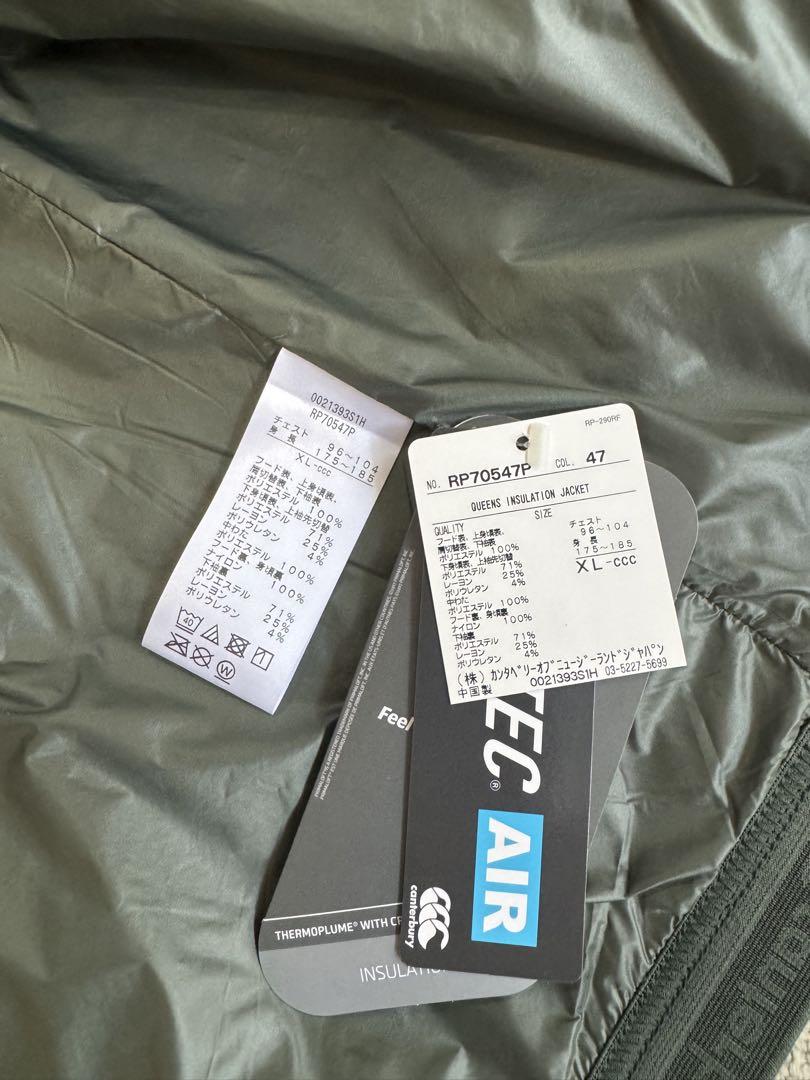 0021393S1H
RP70547P
チェスト 96～104
身 長 175～185
XL-ccc
フード表、上身頃表、
肩切替表、下袖表
ポリエステル 100%
下身頃表、上袖先切替
ポリエステル 71%
レーヨン 25%
ポリウレタン 4%
中わた
ポリエステル 100%
フード裏、身頃裏
ナイロン 100%
下袖裏
ポリエステル 71%
レーヨン 25%
ポリウレタン 4%
40
W
RP-290RF
NO. RP70547P COL. 47
QUEENS INSULATION JACKET
QUALITY SIZE
フード表、上身頃表、
肩切替表、下袖表
ポリエステル 100%
下身頃表、上袖先切替
ポリエステル 71%
レーヨン 25%
ポリウレタン 4%
中わた
ポリエステル 100%
フード裏、身頃裏
ナイロン 100%
下袖裏
ポリエステル 71%
レーヨン 25%
ポリウレタン 4%
チェスト
96～104
身 長
175～185
XL-ccc
(株) カンタベリーオブニュージーランドジャパン
中国製 0021393S1H 03-5227-5699
TEC®
AIR
canterbury
Feel
THERMOPLUME® WITH
INSULATIO